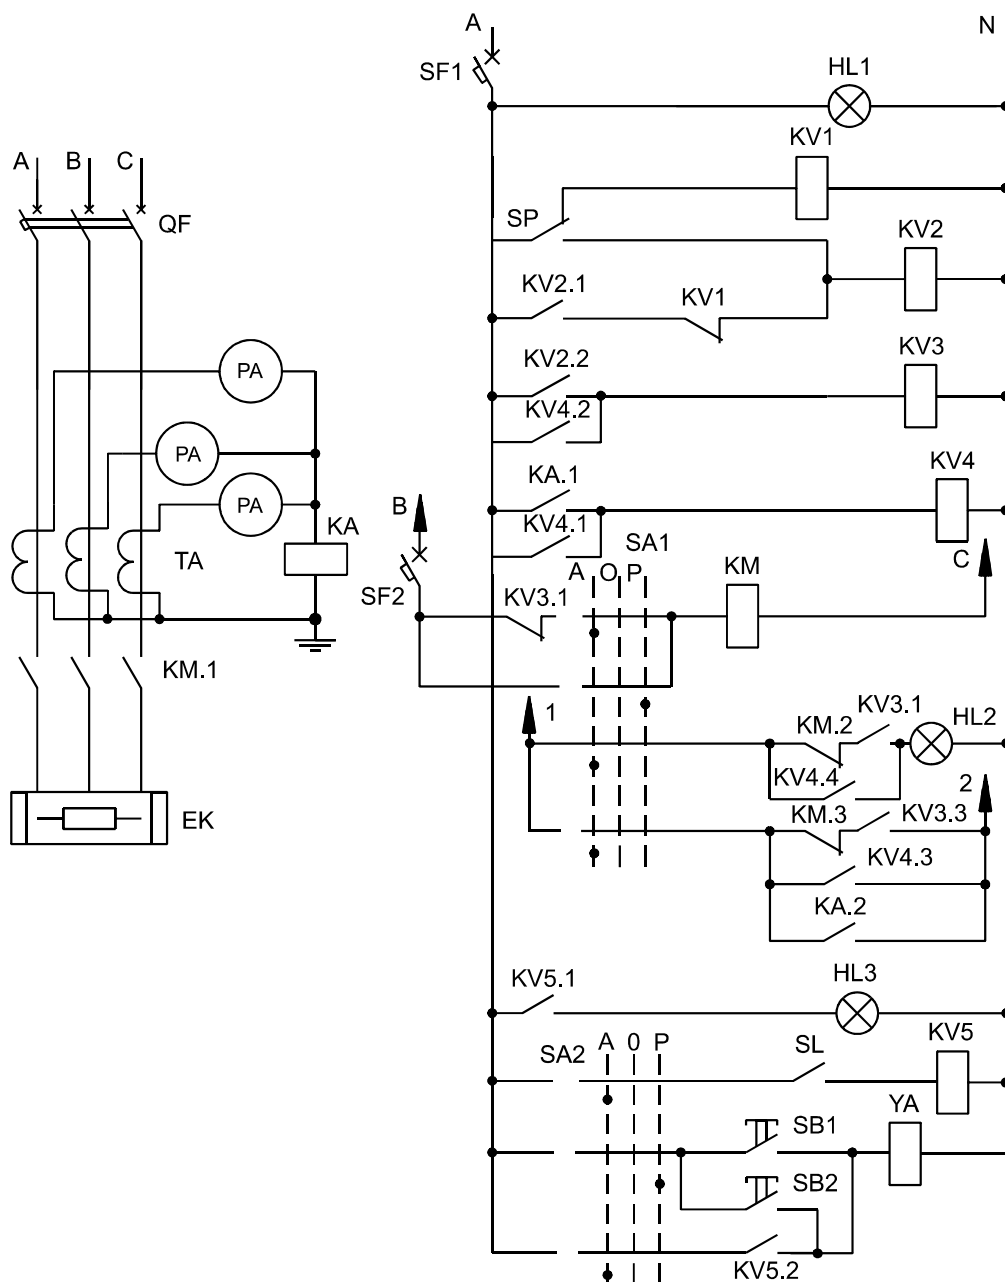 A
N
SF1
HL1
KV1
A B C
QF
SP
KV2
KV2.1
KV1
KV2.2
KV3
PA
KV4.2
PA
KA.1
KV4
PA
B
KA
KV4.1
SA1
TA
A O P
KM
C
SF2
KV3.1
KM.1
1
KM.2
KV3.1
HL2
KV4.4
2
EK
KM.3
KV3.3
KV4.3
KA.2
KV5.1
HL3
SA2
A 0 P
SL
KV5
YA
SB1
SB2
KV5.2